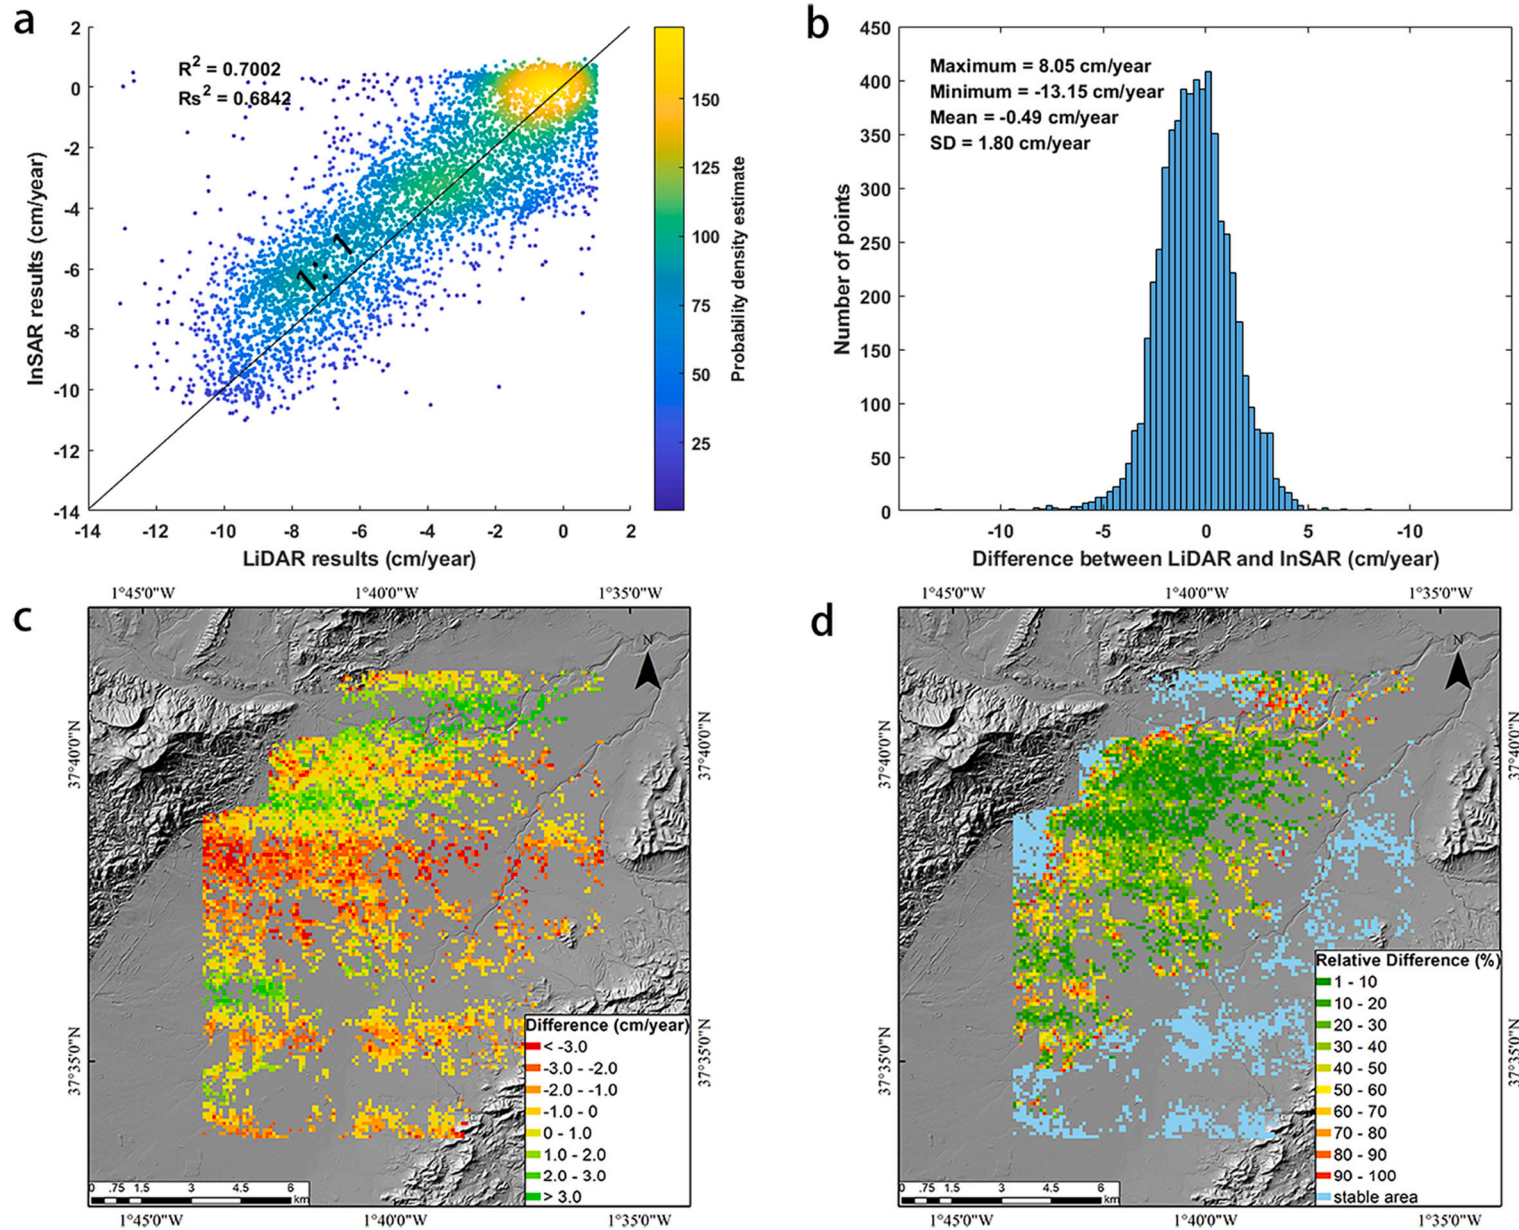 a
R2 = 0.7002
Rs2 = 0.6842
1: 1
2
0
-2
-4
-6
-8
-10
-12
-14
InSAR results (cm/year)
-14 -12 -10 -8 -6 -4 -2 0 2
LiDAR results (cm/year)
150
125
100
75
50
25
Probability density estimate
b
Maximum = 8.05 cm/year
Minimum = -13.15 cm/year
Mean = -0.49 cm/year
SD = 1.80 cm/year
450
400
350
300
250
200
150
100
50
0
Number of points
-10 -5 0 5 -10
Difference between LiDAR and InSAR (cm/year)
c
1°45'0"W 1°40'0"W 1°35'0"W
N
37°40'0"N 37°40'0"N
37°35'0"N 37°35'0"N
Difference (cm/year)
< -3.0
-3.0 - -2.0
-2.0 - -1.0
-1.0 - 0
0 - 1.0
1.0 - 2.0
2.0 - 3.0
> 3.0
0 .75 1.5 3 4.5 6
km
1°45'0"W 1°40'0"W 1°35'0"W
d
1°45'0"W 1°40'0"W 1°35'0"W
N
37°40'0"N
37°35'0"N
Relative Difference (%)
1 - 10
10 - 20
20 - 30
30 - 40
40 - 50
50 - 60
60 - 70
70 - 80
80 - 90
90 - 100
stable area
0 .75 1.5 3 4.5 6
km
1°45'0"W 1°40'0"W 1°35'0"W